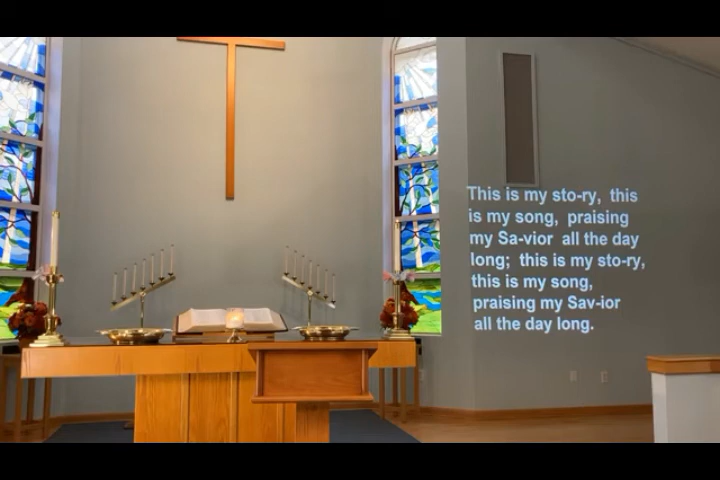 This is my sto-ry, this
is my song, praising
my Sa-vior all the day
long; this is my sto-ry,
this is my song,
praising my Sav-ior
all the day long.